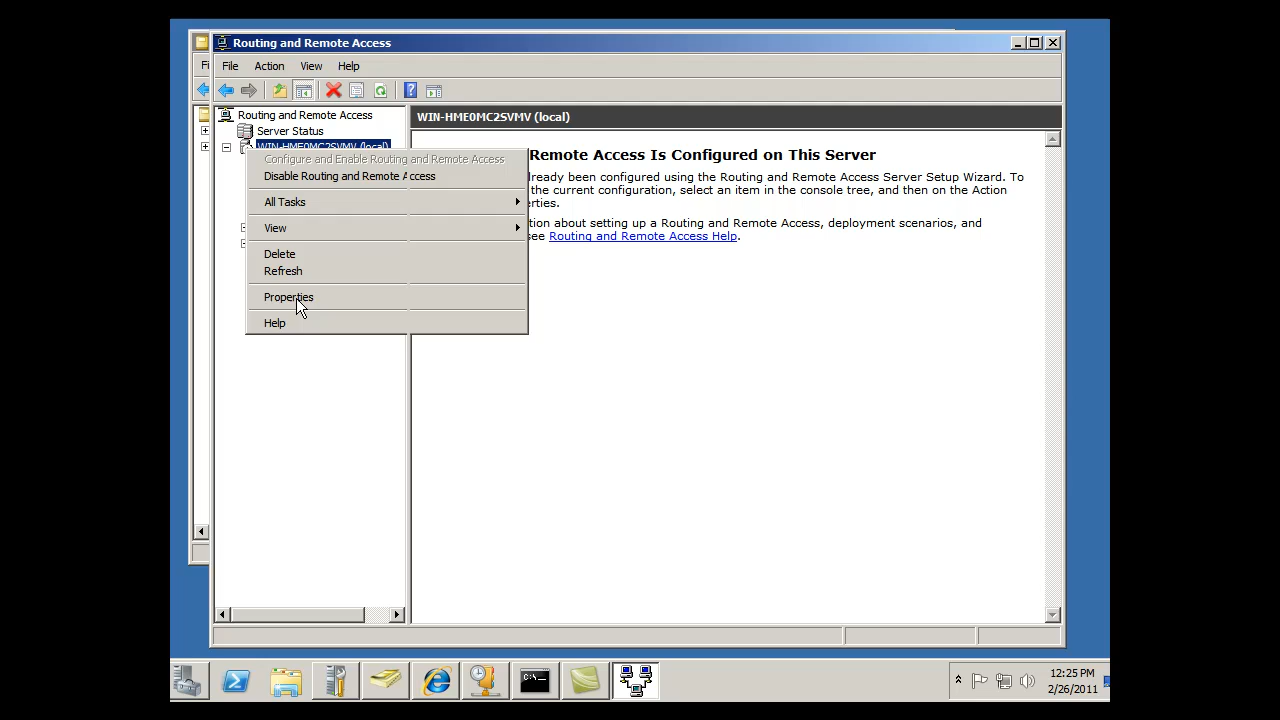 Routing and Remote Access
Fi
File Action View Help
Routing and Remote Access
Server Status
WIN-HME0MC2SVMV (local)
WIN-HME0MC2SVMV (local)
Configure and Enable Routing and Remote Access
Disable Routing and Remote Access
All Tasks
View
Delete
Refresh
Properties
Help
Remote Access Is Configured on This Server
lready been configured using the Routing and Remote Access Server Setup Wizard. To
the current configuration, select an item in the console tree, and then on the Action
erties.
tion about setting up a Routing and Remote Access, deployment scenarios, and
see Routing and Remote Access Help.
C:\
12:25 PM
2/26/2011